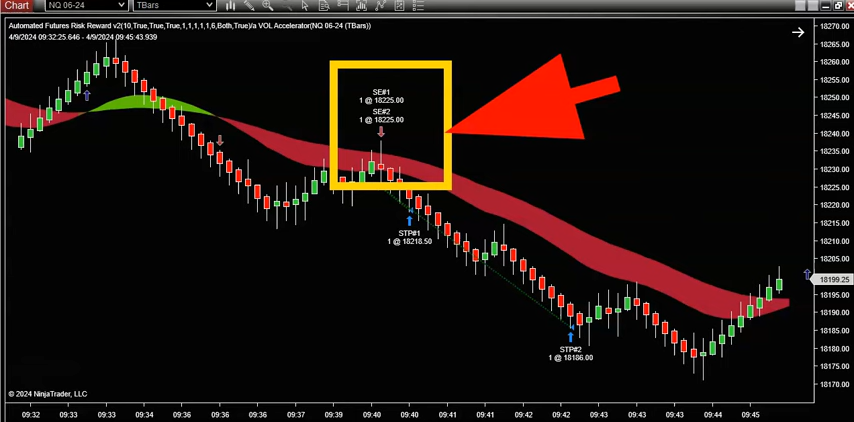 Chart NQ 06-24 TBars
Automated Futures Risk Reward v2(10,True,True,True,1,1,1,1,1,6,Both,True)/a VOL Accelerator(NQ 06-24 (TBars))
4/9/2024 09:32:25.646 - 4/9/2024 09:45:43.939
18270.00
18265.00
18260.00
18255.00
18250.00
18245.00
18240.00
18235.00
18230.00
18225.00
18220.00
18215.00
18210.00
18205.00
18199.25
18195.00
18190.00
18185.00
18180.00
18175.00
18170.00
SE#1
1 @ 18225.00
SE#2
1 @ 18225.00
STP#1
1 @ 18218.50
STP#2
1 @ 18186.00
© 2024 NinjaTrader, LLC
09:32 09:33 09:33 09:34 09:36 09:37 09:38 09:39 09:40 09:40 09:41 09:41 09:42 09:42 09:43 09:43 09:44 09:45